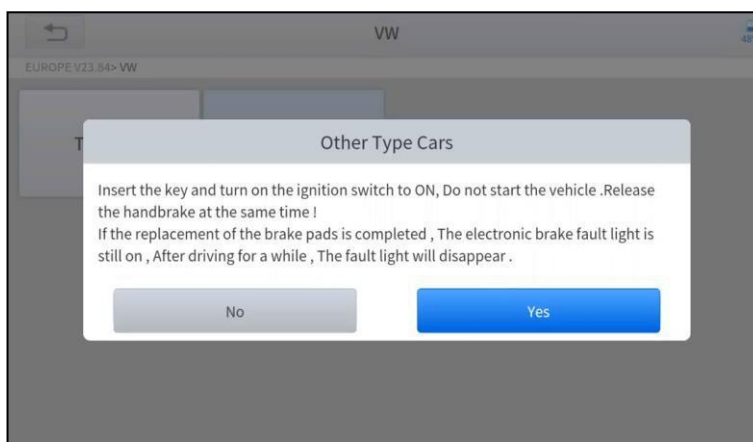 VW
EUROPE V23.84> VW
T
Other Type Cars
Insert the key and turn on the ignition switch to ON, Do not start the vehicle .Release
the handbrake at the same time !
If the replacement of the brake pads is completed , The electronic brake fault light is
still on , After driving for a while , The fault light will disappear .
No
Yes